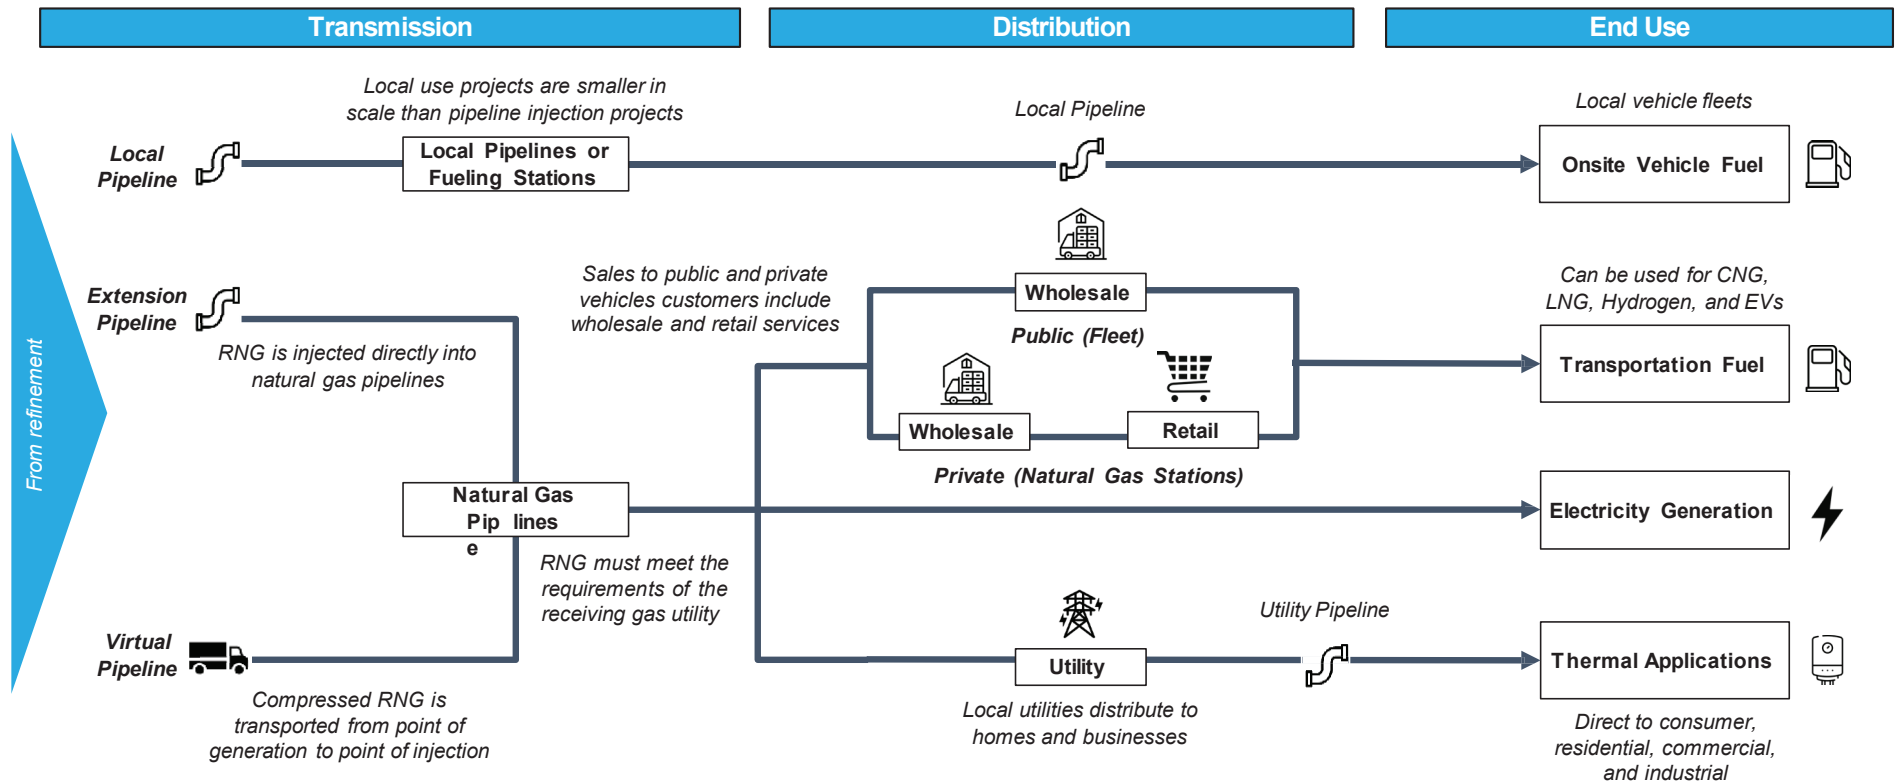 Transmission
Distribution
End Use
From refinement
Local use projects are smaller in
scale than pipeline injection projects
Local
Pipeline
Local Pipelines or
Fueling Stations
Local Pipeline
Local vehicle fleets
Onsite Vehicle Fuel
Extension
Pipeline
RNG is injected directly into
natural gas pipelines
Sales to public and private
vehicles customers include
wholesale and retail services
Wholesale
Public (Fleet)
Wholesale
Retail
Private (Natural Gas Stations)
Can be used for CNG,
LNG, Hydrogen, and EVs
Transportation Fuel
Natural Gas
Pip lines
e
RNG must meet the
requirements of the
receiving gas utility
Electricity Generation
Virtual
Pipeline
Compressed RNG is
transported from point of
generation to point of injection
Utility
Local utilities distribute to
homes and businesses
Utility Pipeline
Thermal Applications
Direct to consumer,
residential, commercial,
and industrial